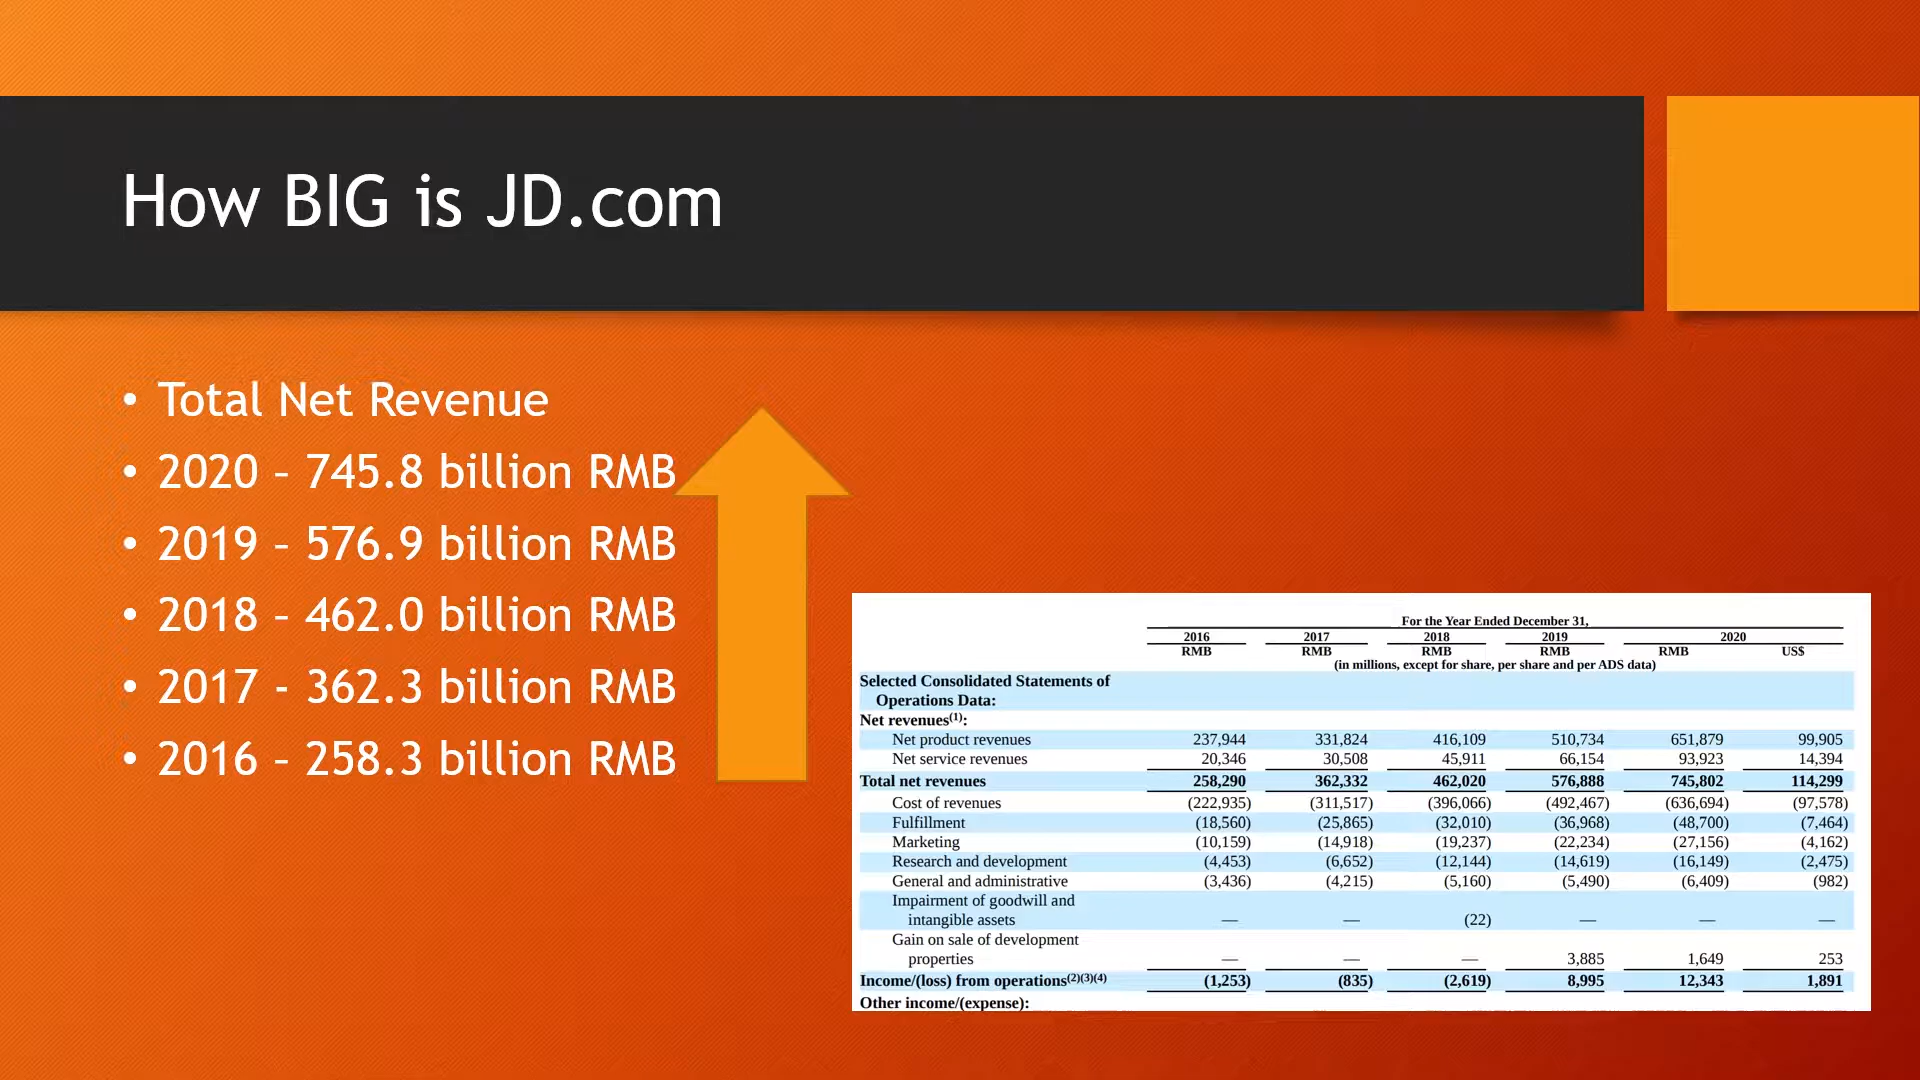 How BIG is JD.com
• Total Net Revenue
• 2020 – 745.8 billion RMB
• 2019 – 576.9 billion RMB
• 2018 – 462.0 billion RMB
• 2017 - 362.3 billion RMB
• 2016 – 258.3 billion RMB
For the Year Ended December 31,
2016 2017 2018 2019 2020
RMB RMB RMB RMB RMB US$
(in millions, except for share, per share and per ADS data)
Selected Consolidated Statements of
Operations Data:
Net revenues(1):
Net product revenues 237,944 331,824 416,109 510,734 651,879 99,905
Net service revenues 20,346 30,508 45,911 66,154 93,923 14,394
Total net revenues 258,290 362,332 462,020 576,888 745,802 114,299
Cost of revenues (222,935) (311,517) (396,066) (492,467) (636,694) (97,578)
Fulfillment (18,560) (25,865) (32,010) (36,968) (48,700) (7,464)
Marketing (10,159) (14,918) (19,237) (22,234) (27,156) (4,162)
Research and development (4,453) (6,652) (12,144) (14,619) (16,149) (2,475)
General and administrative (3,436) (4,215) (5,160) (5,490) (6,409) (982)
Impairment of goodwill and
intangible assets — — (22) — — —
Gain on sale of development
properties — — — 3,885 1,649 253
Income/(loss) from operations(2)(3)(4) (1,253) (835) (2,619) 8,995 12,343 1,891
Other income/(expense):